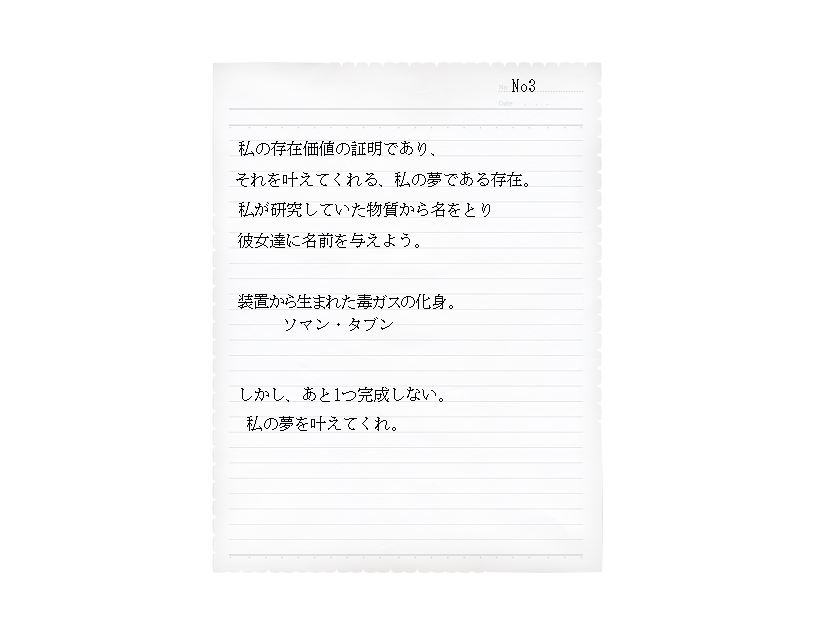 No3
私の存在価値の証明であり、
それを叶えてくれる、私の夢である存在。
私が研究していた物質から名をとり
彼女達に名前を与えよう。
装置から生まれた毒ガスの化身。
ソマン・タブン
しかし、あと1つ完成しない。
私の夢を叶えてくれ。